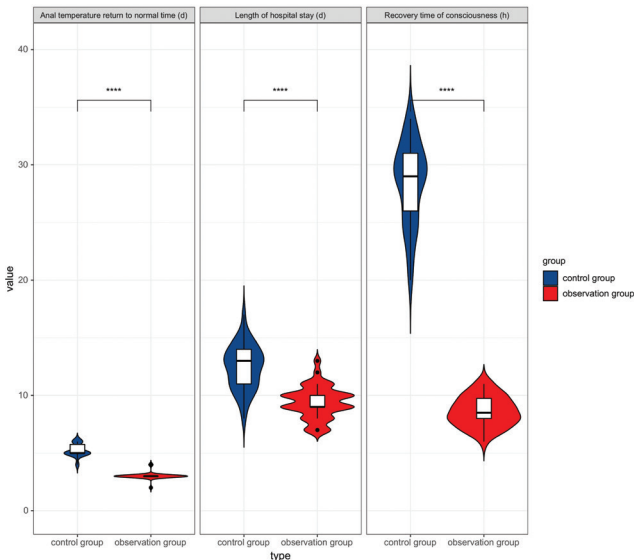 Anal temperature return to normal time (d) Length of hospital stay (d) Recovery time of consciousness (h)
40
**** **** ****
30
group
value
control group
observation group
20
10
0
control group observation group control group observation group control group observation group
type